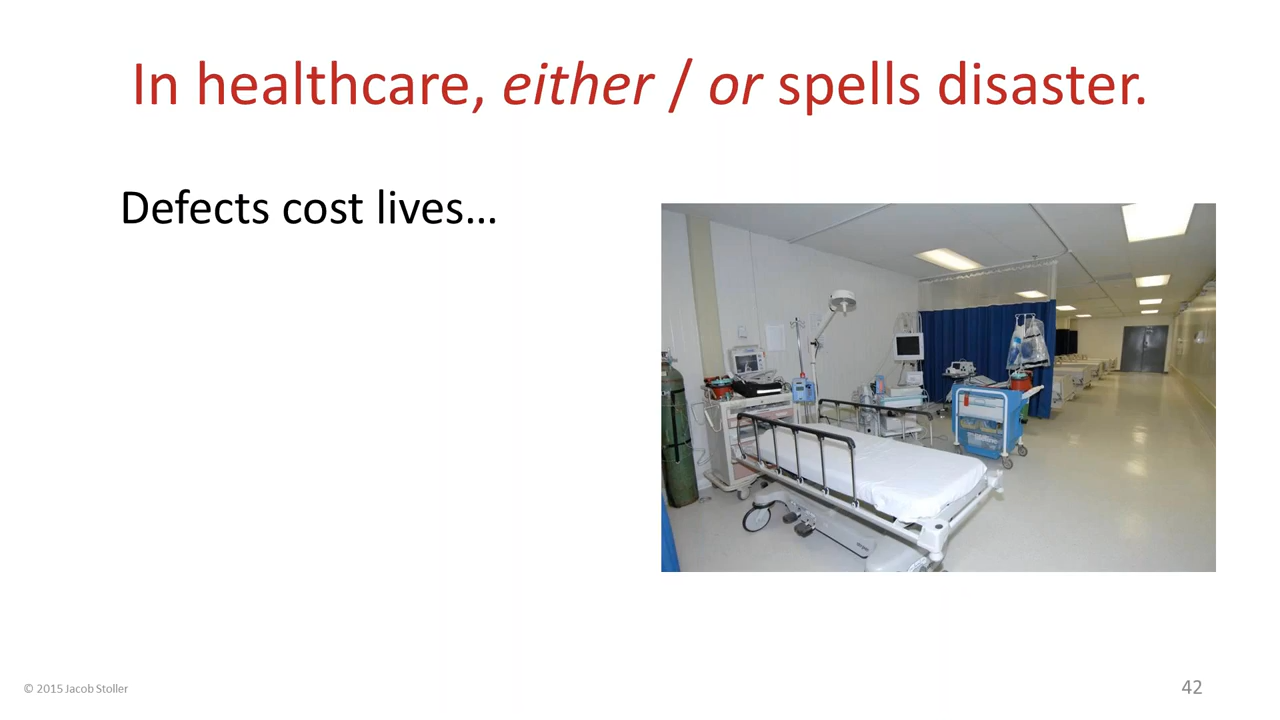 In healthcare, either / or spells disaster.
Defects cost lives…
© 2015 Jacob Stoller
42